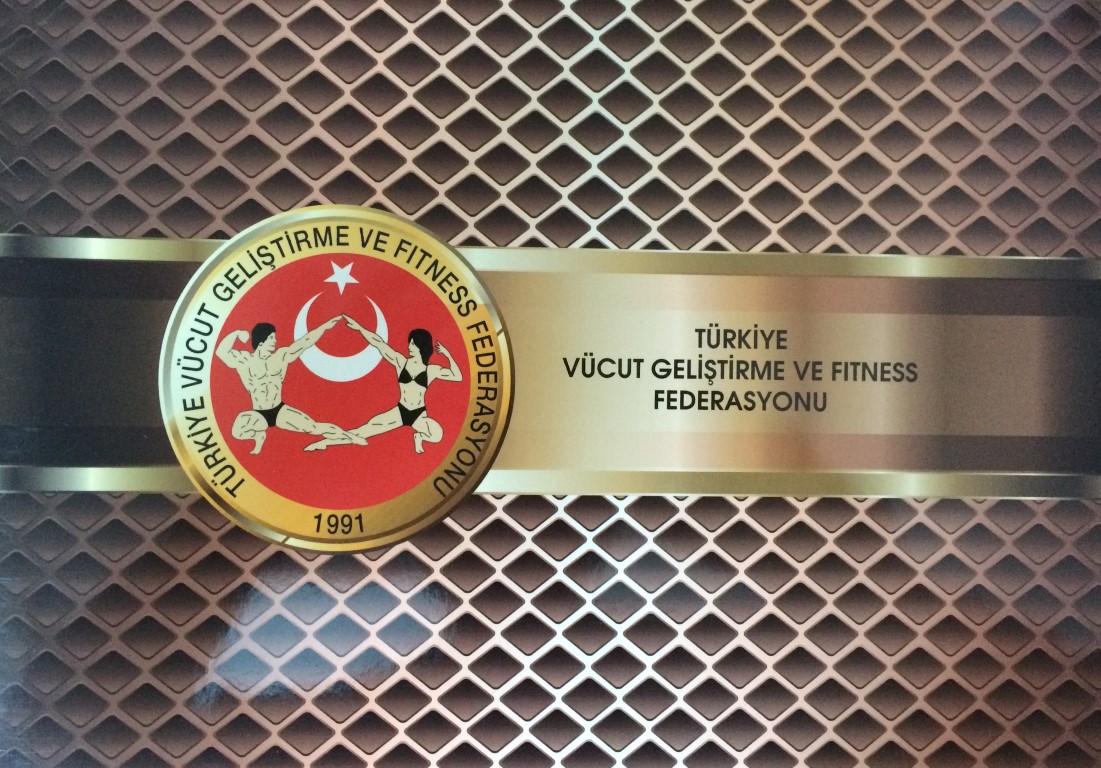 TÜRKİYE VÜCUT GELİŞTİRME VE FITNESS FEDERASYONU
1991
TÜRKİYE
VÜCUT GELİŞTİRME VE FITNESS
FEDERASYONU